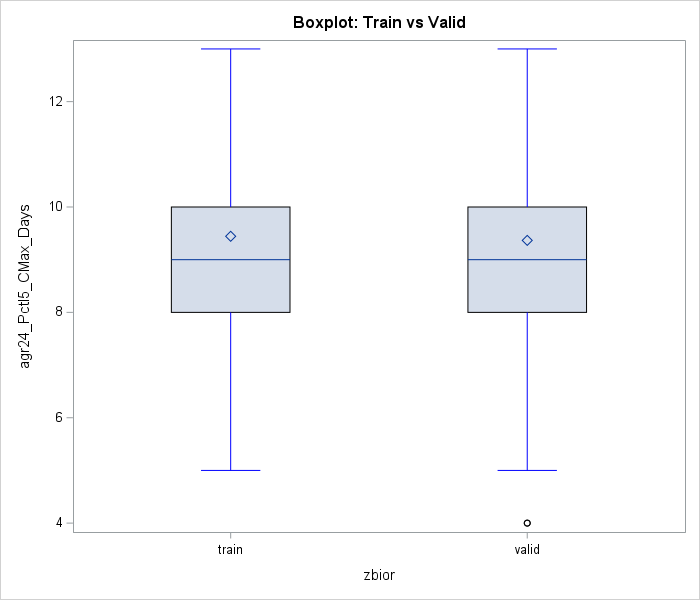 Boxplot: Train vs Valid
12
10
8
6
4
agr24_Pctl5_CMax_Days
train
valid
zbior